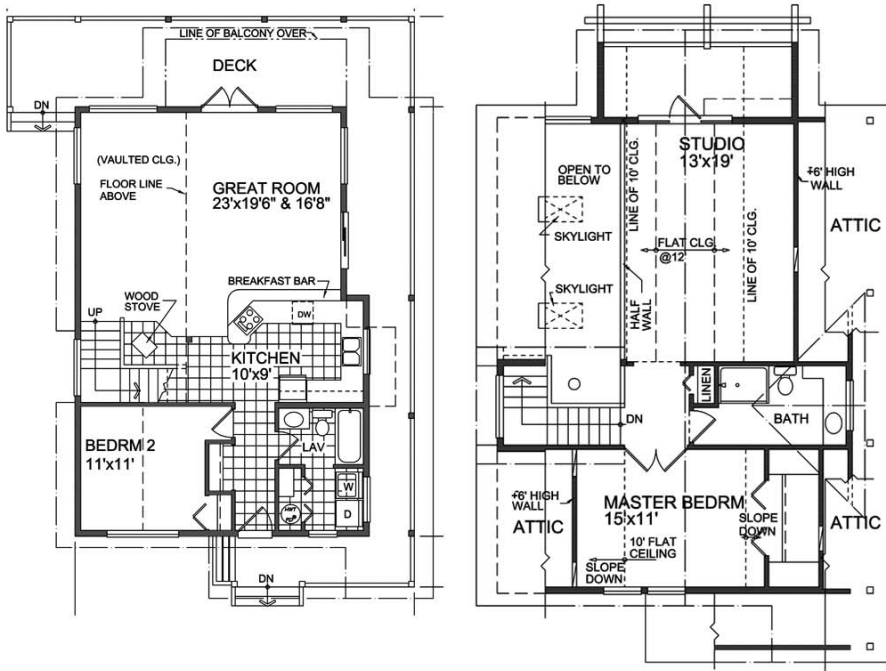 LINE OF BALCONY OVER
DECK
DN
(VAULTED CLG.)
FLOOR LINE
ABOVE
GREAT ROOM
23'x19'6" & 16'8"
BREAKFAST BAR
WOOD
STOVE
UP
DW
KITCHEN
10'x9'
BEDRM 2
11'x11'
LAV
W
D
HWT
DN
STUDIO
13'x19'
OPEN TO
BELOW
LINE OF 10' CLG.
±6' HIGH
WALL
ATTIC
SKYLIGHT
FLAT CLG.
@12'
LINE OF 10' CLG.
SKYLIGHT
HALF
WALL
LINEN
BATH
DN
±6' HIGH
WALL
ATTIC
MASTER BEDRM
15'x11'
SLOPE
DOWN
ATTIC
10' FLAT
CEILING
SLOPE
DOWN